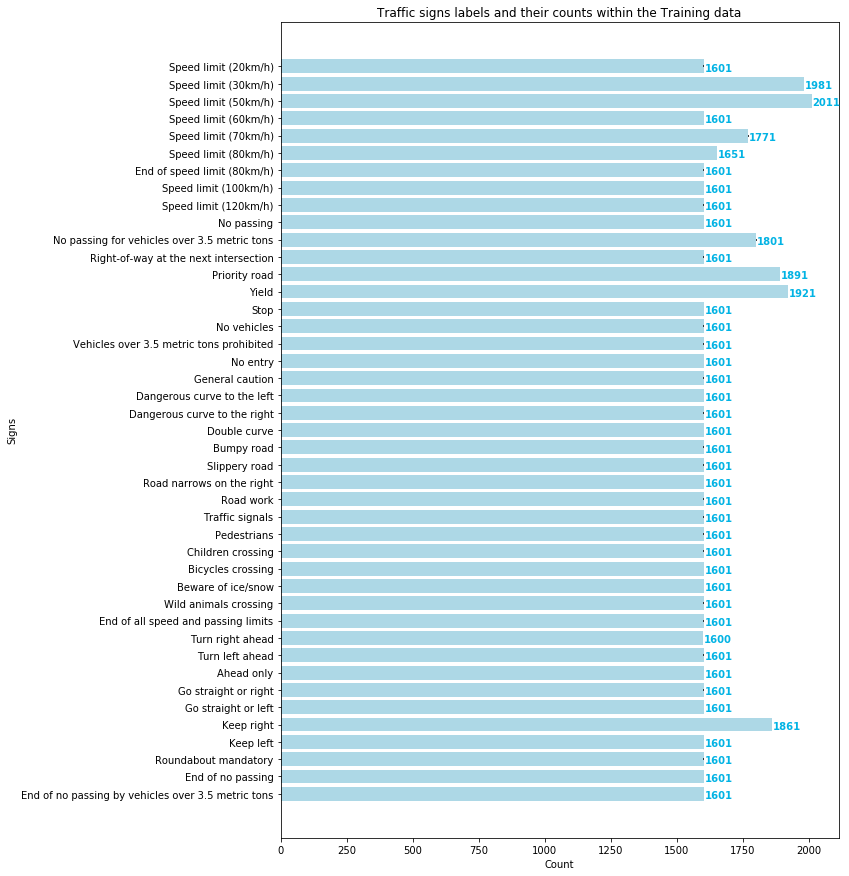 Traffic signs labels and their counts within the Training data
Speed limit (20km/h) 1601
Speed limit (30km/h) 1981
Speed limit (50km/h) 2011
Speed limit (60km/h) 1601
Speed limit (70km/h) 1771
Speed limit (80km/h) 1651
End of speed limit (80km/h) 1601
Speed limit (100km/h) 1601
Speed limit (120km/h) 1601
No passing 1601
No passing for vehicles over 3.5 metric tons 1801
Right-of-way at the next intersection 1601
Priority road 1891
Yield 1921
Stop 1601
No vehicles 1601
Vehicles over 3.5 metric tons prohibited 1601
No entry 1601
General caution 1601
Dangerous curve to the left 1601
Dangerous curve to the right 1601
Double curve 1601
Bumpy road 1601
Slippery road 1601
Road narrows on the right 1601
Road work 1601
Traffic signals 1601
Pedestrians 1601
Children crossing 1601
Bicycles crossing 1601
Beware of ice/snow 1601
Wild animals crossing 1601
End of all speed and passing limits 1601
Turn right ahead 1600
Turn left ahead 1601
Ahead only 1601
Go straight or right 1601
Go straight or left 1601
Keep right 1861
Keep left 1601
Roundabout mandatory 1601
End of no passing 1601
End of no passing by vehicles over 3.5 metric tons 1601
Signs
0 250 500 750 1000 1250 1500 1750 2000
Count